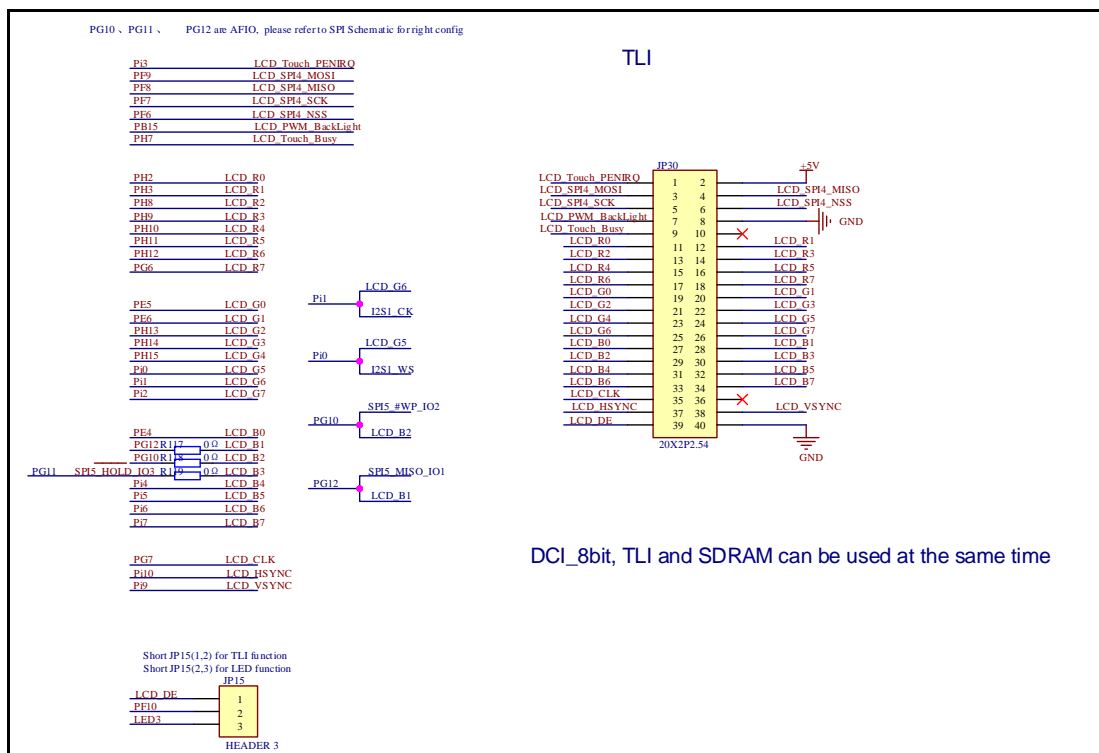 PG10 、PG11 、 PG12 are AFIO, please refer to SPI Schematic for right config
TLI
Pi3 LCD_Touch_PENIRQ
PF9 LCD_SPI4_MOSI
PF8 LCD_SPI4_MISO
PF7 LCD_SPI4_SCK
PF6 LCD_SPI4_NSS
PB15 LCD_PWM_BackLight
PH7 LCD_Touch_Busy
PH2 LCD_R0
PH3 LCD_R1
PH8 LCD_R2
PH9 LCD_R3
PH10 LCD_R4
PH11 LCD_R5
PH12 LCD_R6
PG6 LCD_R7
PE5 LCD_G0
PE6 LCD_G1
PH13 LCD_G2
PH14 LCD_G3
PH15 LCD_G4
Pi0 LCD_G5
Pi1 LCD_G6
Pi2 LCD_G7
PE4 LCD_B0
PG12 R117 0 Ω LCD_B1
PG10 R118 0 Ω LCD_B2
PG11 SPI5_HOLD_IO3 R119 0 Ω LCD_B3
Pi4 LCD_B4
Pi5 LCD_B5
Pi6 LCD_B6
Pi7 LCD_B7
PG7 LCD_CLK
Pi10 LCD_HSYNC
Pi9 LCD_VSYNC
LCD_G6
Pi1
I2S1_CK
LCD_G5
Pi0
I2S1_WS
SPI5_#WP_IO2
PG10
LCD_B2
SPI5_MISO_IO1
PG12
LCD_B1
JP30 +5V
LCD_Touch_PENIRQ 1 2
LCD_SPI4_MOSI 3 4 LCD_SPI4_MISO
LCD_SPI4_SCK 5 6 LCD_SPI4_NSS
LCD_PWM_BackLight 7 8 GND
LCD_Touch_Busy 9 10
LCD_R0 11 12 LCD_R1
LCD_R2 13 14 LCD_R3
LCD_R4 15 16 LCD_R5
LCD_R6 17 18 LCD_R7
LCD_G0 19 20 LCD_G1
LCD_G2 21 22 LCD_G3
LCD_G4 23 24 LCD_G5
LCD_G6 25 26 LCD_G7
LCD_B0 27 28 LCD_B1
LCD_B2 29 30 LCD_B3
LCD_B4 31 32 LCD_B5
LCD_B6 33 34 LCD_B7
LCD_CLK 35 36
LCD_HSYNC 37 38 LCD_VSYNC
LCD_DE 39 40
20X2P2.54
GND
DCI_8bit, TLI and SDRAM can be used at the same time
Short JP15(1,2) for TLI function
Short JP15(2,3) for LED function
JP15
LCD_DE 1
PF10 2
LED3 3
HEADER 3